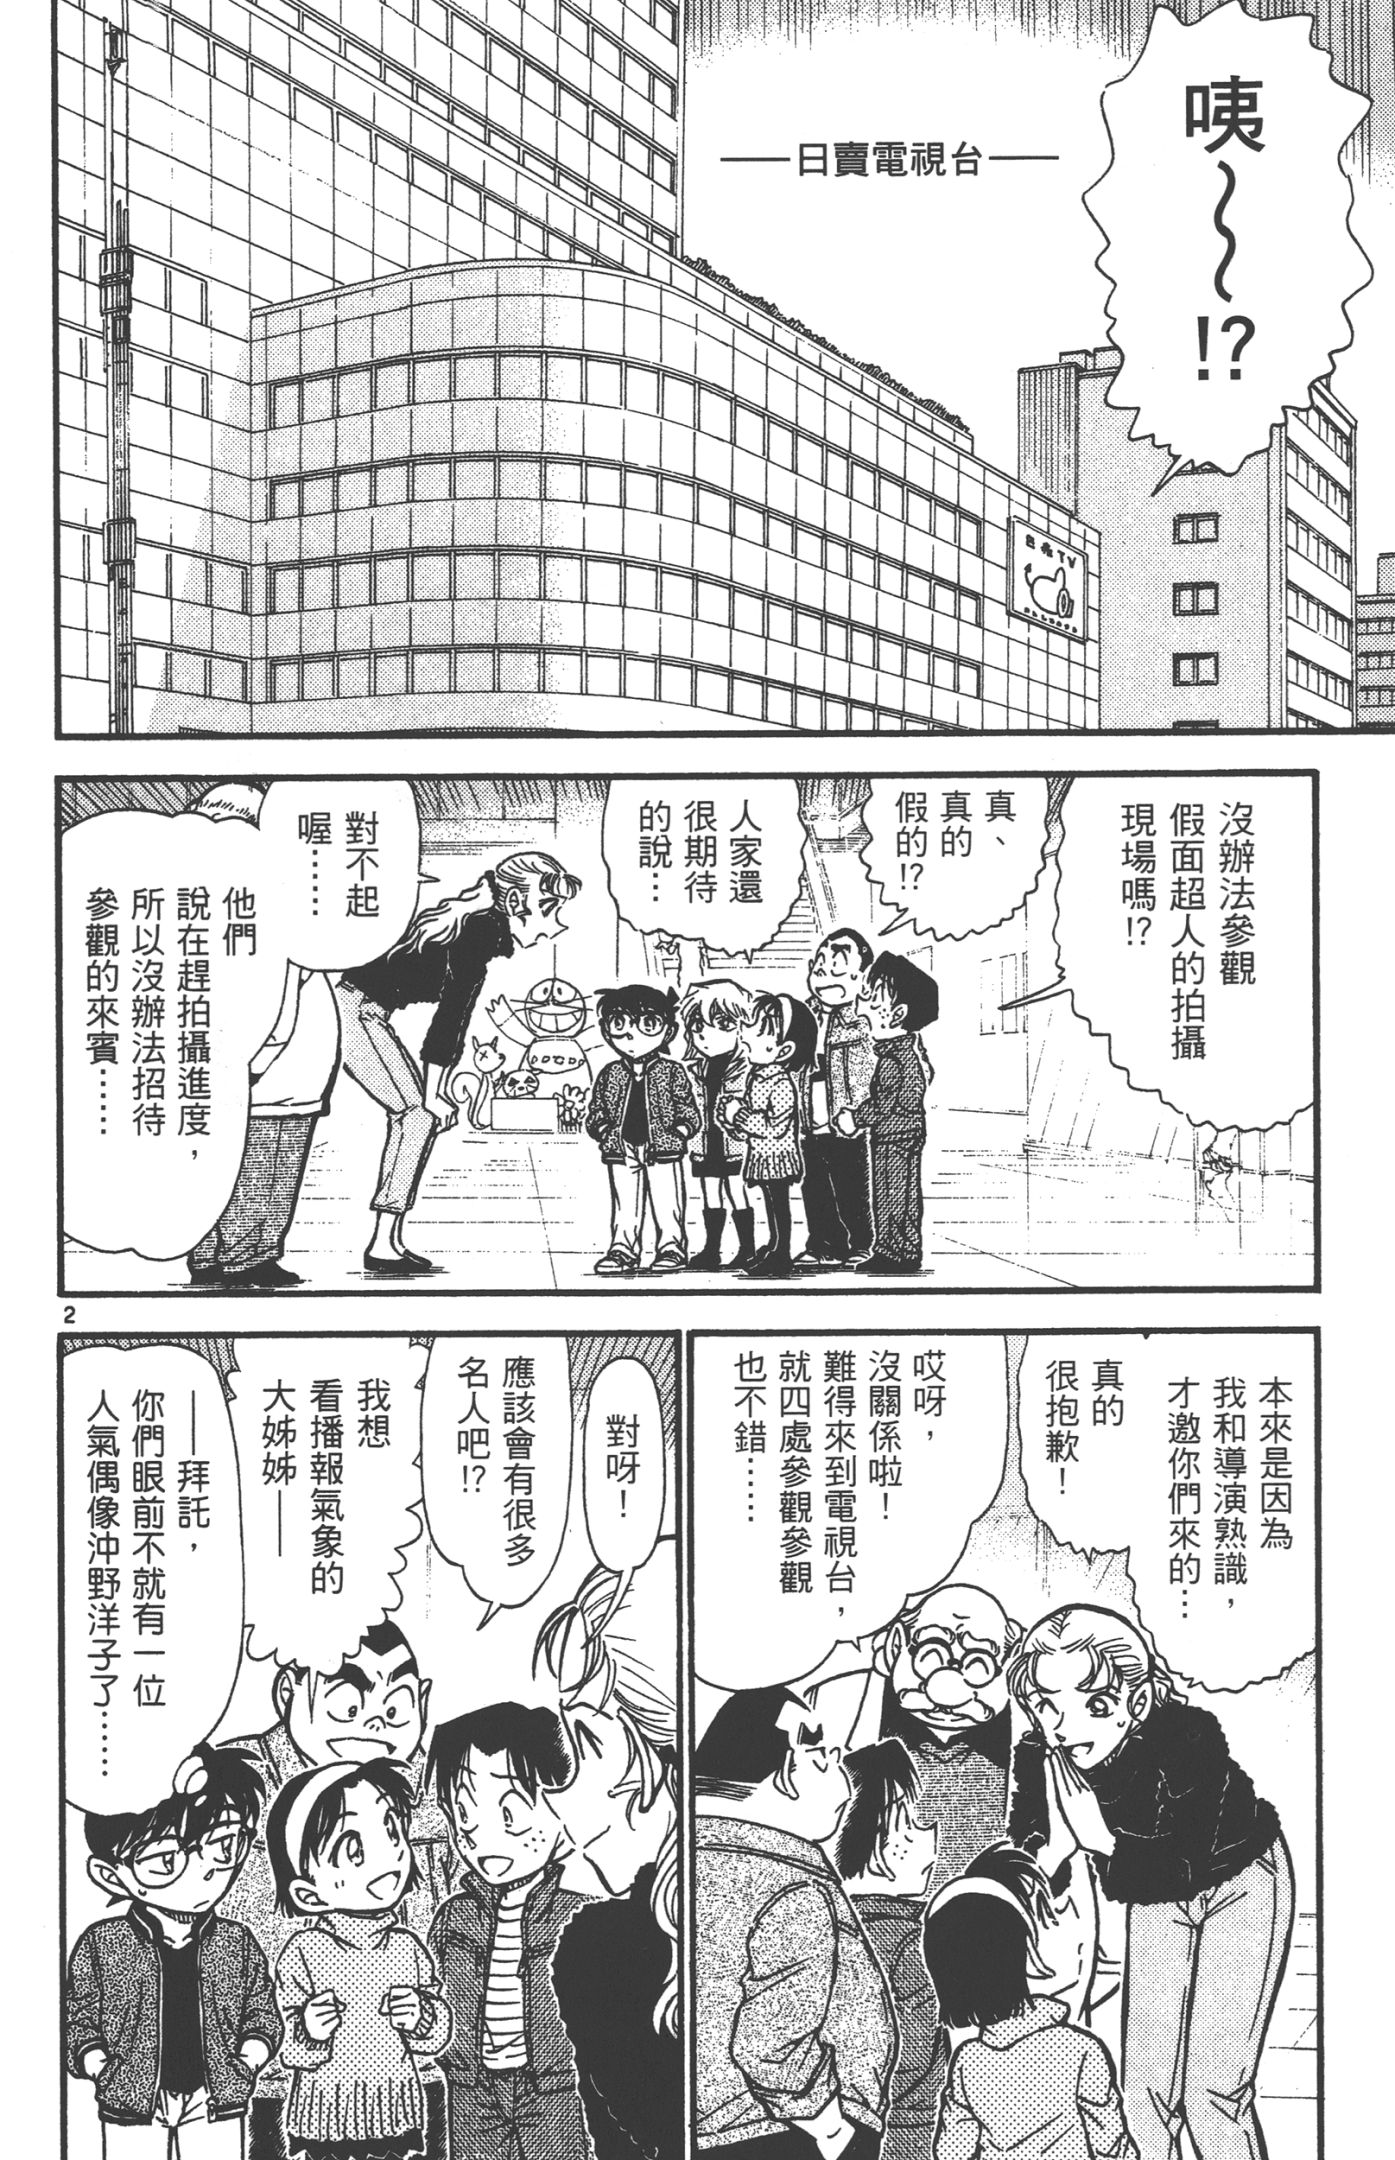 咦～～!?
——日賣電視台——
日売TV
沒辦法參觀
假面超人的拍攝
現場嗎!?
真、
真的
假的!?
人家還
很期待
的說…
對不起
喔……
他們
說在趕拍攝進度，
所以沒辦法招待
參觀的來賓……
2
本來是因為
我和導演熟識，
才邀你們來的…
真的
很抱歉！
哎呀，
沒關係啦！
難得來到電視台，
就四處參觀參觀
也不錯……
對呀！
應該會有很多
名人吧!?
我想
看播報氣象的
大姊姊—
——拜託，
你們眼前不就有一位
人氣偶像沖野洋子了……